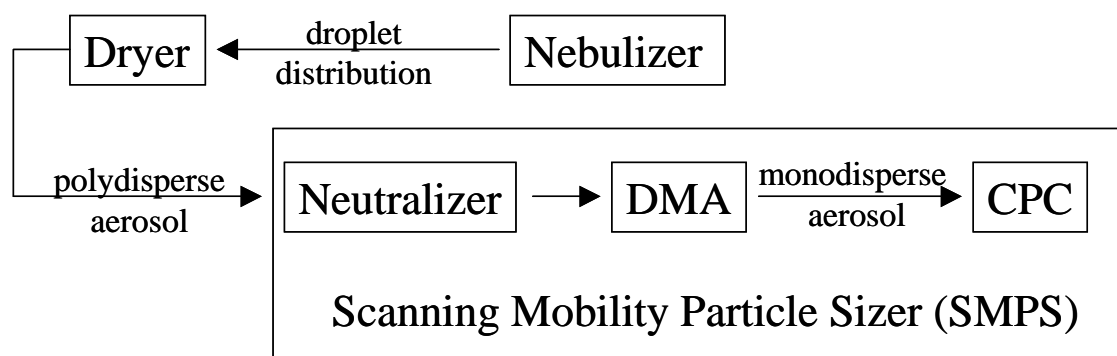 Dryer
droplet
distribution
Nebulizer
polydisperse
aerosol
Neutralizer
DMA
monodisperse
aerosol
CPC
Scanning Mobility Particle Sizer (SMPS)